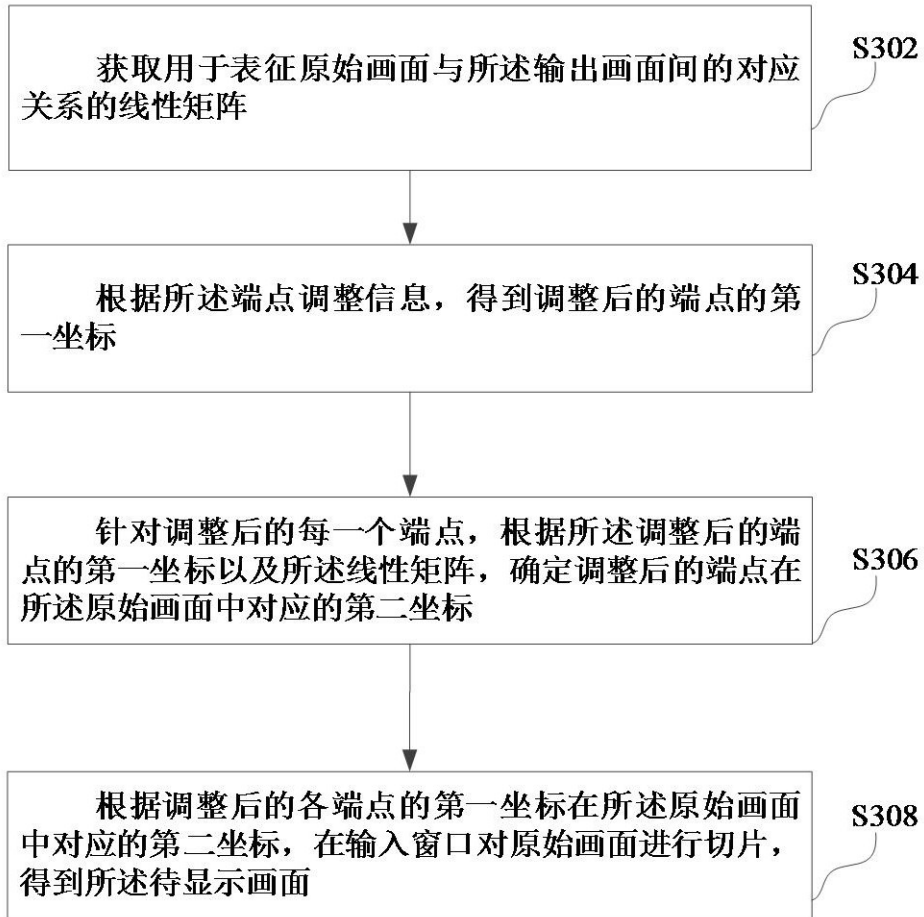 获取用于表征原始画面与所述输出画面间的对应
关系的线性矩阵
S302
根据所述端点调整信息，得到调整后的端点的第
一坐标
S304
针对调整后的每一个端点，根据所述调整后的端
点的第一坐标以及所述线性矩阵，确定调整后的端点在
所述原始画面中对应的第二坐标
S306
根据调整后的各端点的第一坐标在所述原始画面
中对应的第二坐标，在输入窗口对原始画面进行切片，
得到所述待显示画面
S308